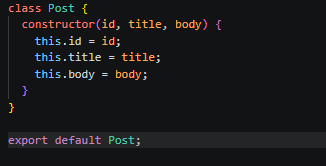 class Post {
  constructor(id, title, body) {
    this.id = id;
    this.title = title;
    this.body = body;
  }
}

export default Post;